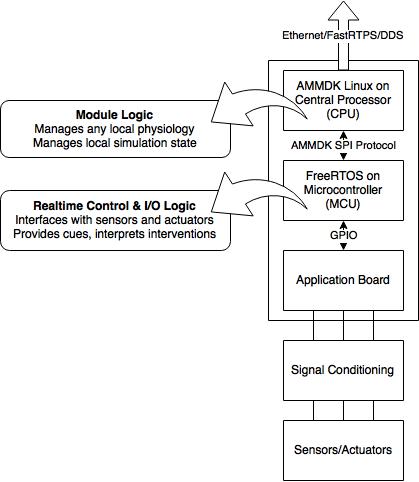 Ethernet/FastRTPS/DDS
AMMDK Linux on
Central Processor
(CPU)
Module Logic
Manages any local physiology
Manages local simulation state
AMMDK SPI Protocol
FreeRTOS on
Microcontroller
(MCU)
Realtime Control & I/O Logic
Interfaces with sensors and actuators
Provides cues, interprets interventions
GPIO
Application Board
Signal Conditioning
Sensors/Actuators